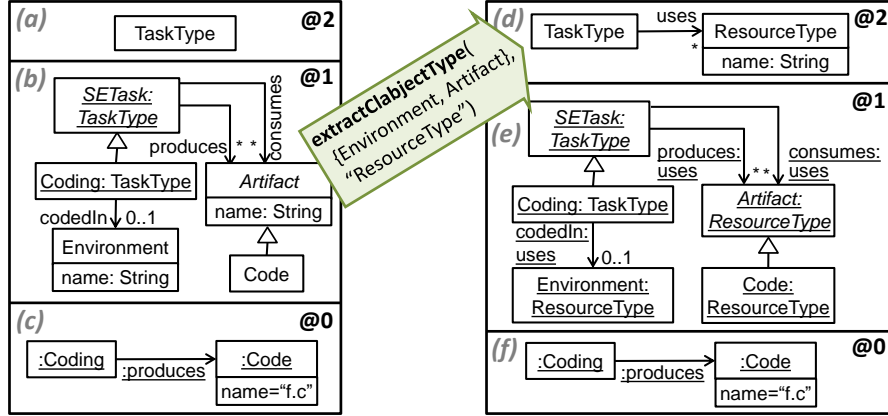 (a)
@2
TaskType
(b)
@1
SETask:
TaskType
consumes
produces
* *
Coding: TaskType
Artifact
name: String
codedIn
0..1
Environment
name: String
Code
(c)
@0
:Coding
:produces
:Code
name="f.c"
extractClabjectType(
{Environment, Artifact},
"ResourceType")
(d)
@2
TaskType
uses
*
ResourceType
name: String
(e)
@1
SETask:
TaskType
produces:
uses
* *
consumes:
uses
Coding: TaskType
Artifact:
ResourceType
codedIn:
uses
0..1
Environment:
ResourceType
Code:
ResourceType
(f)
@0
:Coding
:produces
:Code
name="f.c"